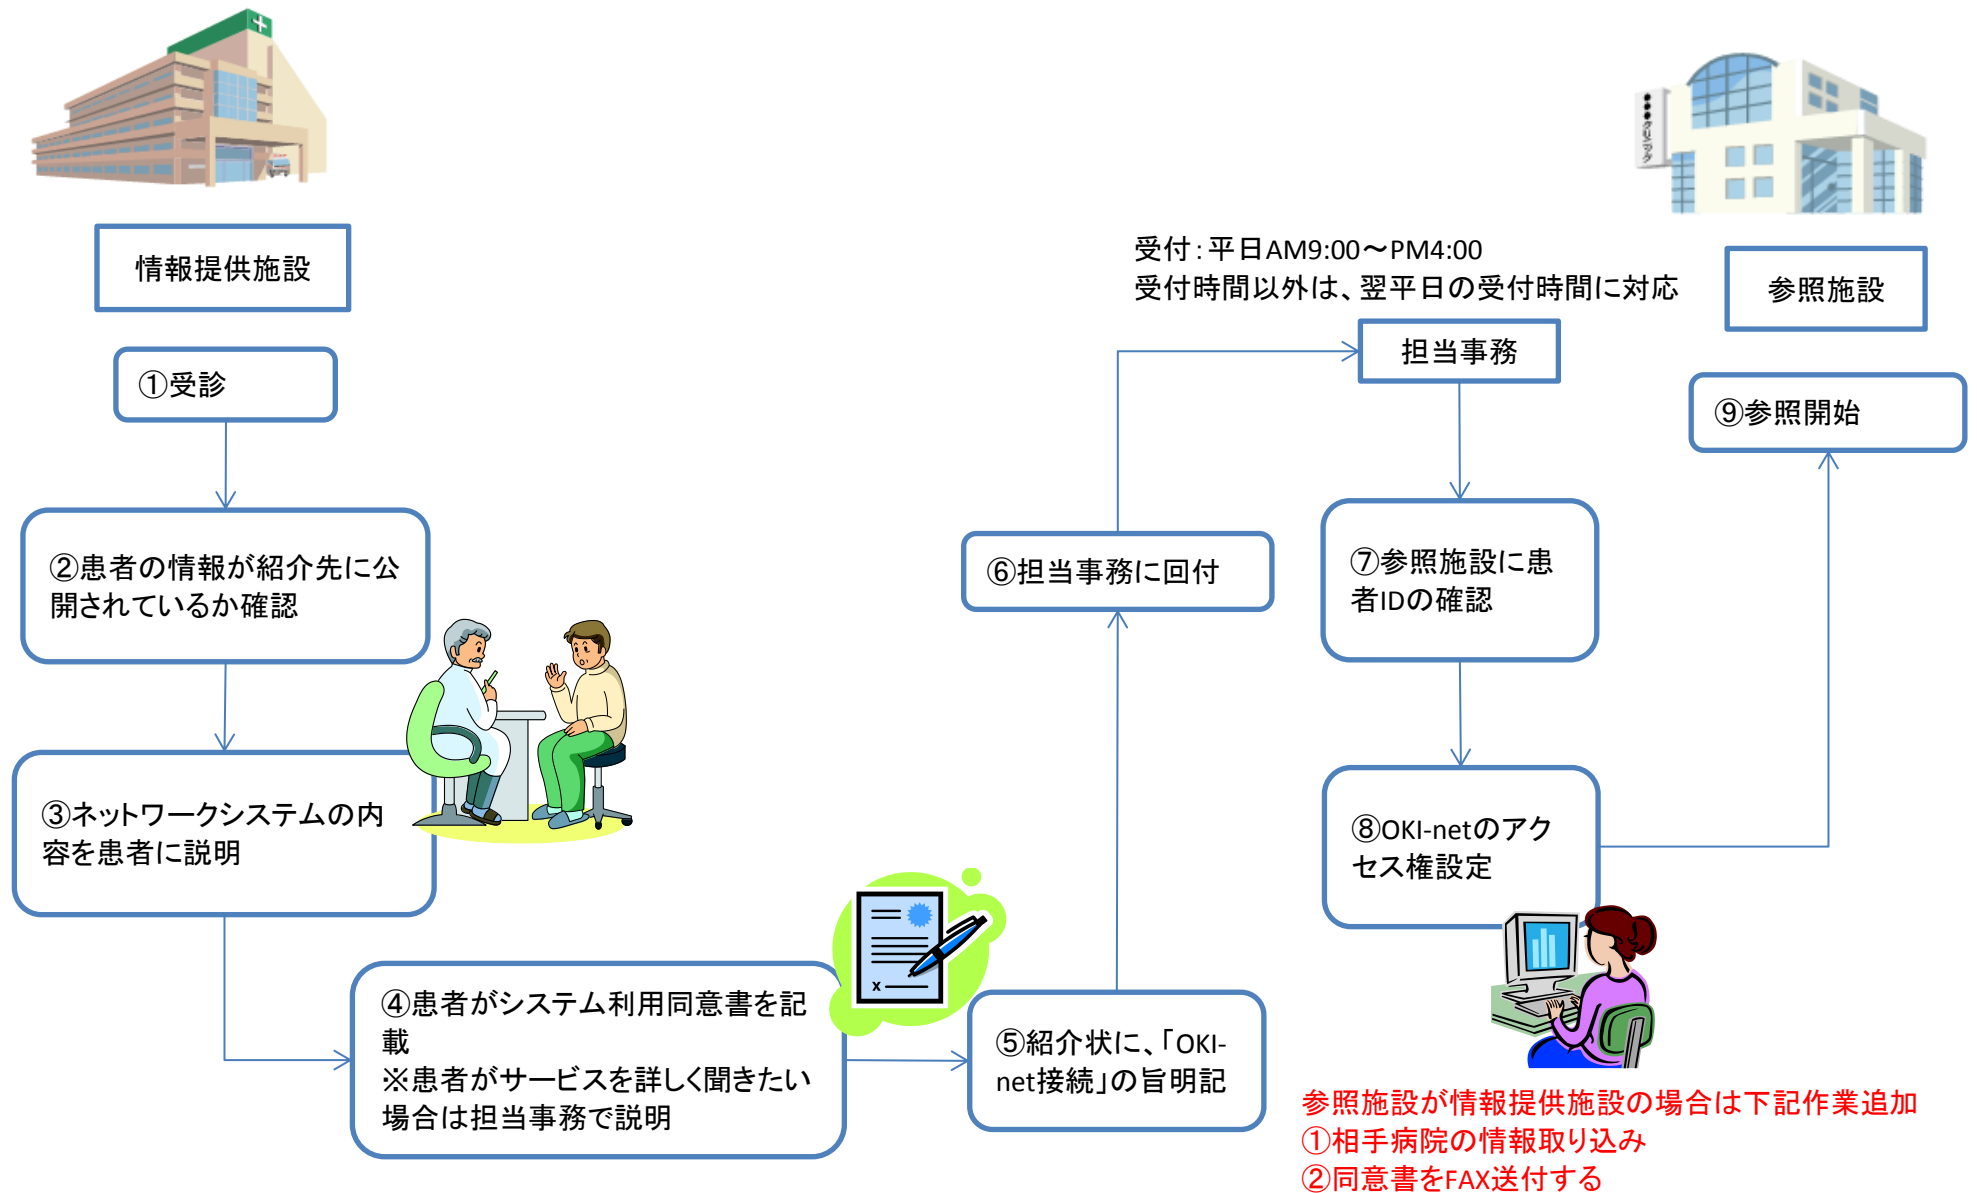 ●●●クリニック
情報提供施設
①受診
②患者の情報が紹介先に公
開されているか確認
③ネットワークシステムの内
容を患者に説明
④患者がシステム利用同意書を記
載
※患者がサービスを詳しく聞きたい
場合は担当事務で説明
x
⑤紹介状に、「OKI-
net接続」の旨明記
⑥担当事務に回付
受付：平日AM9:00～PM4:00
受付時間以外は、翌平日の受付時間に対応
担当事務
⑦参照施設に患
者IDの確認
⑧OKI-netのアク
セス権設定
参照施設
⑨参照開始
参照施設が情報提供施設の場合は下記作業追加
①相手病院の情報取り込み
②同意書をFAX送付する